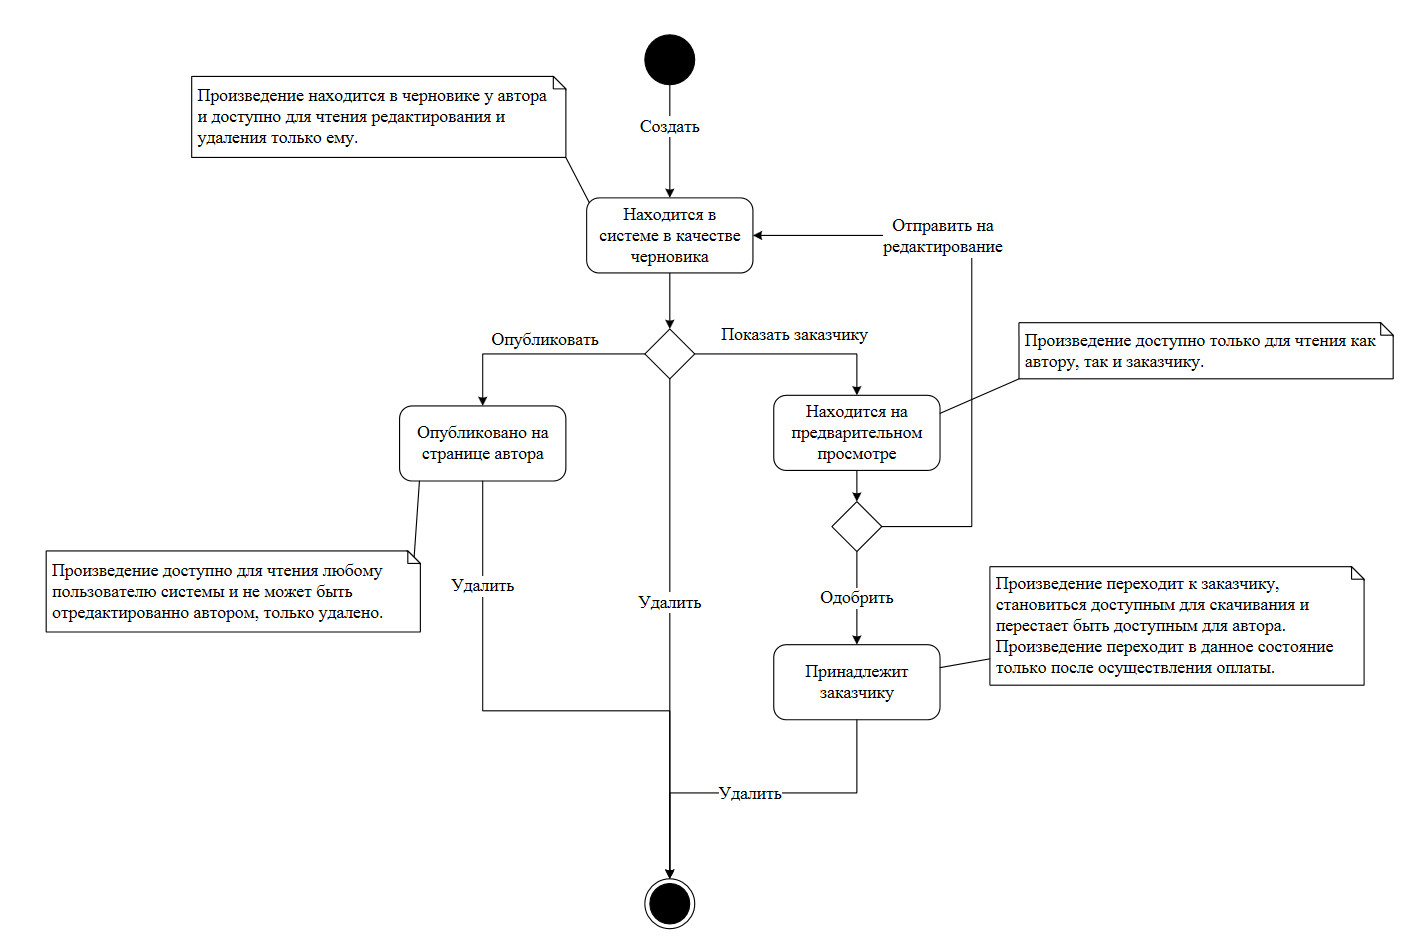 Произведение находится в черновике у автора
и доступно для чтения редактирования и
удаления только ему.
Создать
Находится в
системе в качестве
черновика
Отправить на
редактирование
Опубликовать
Показать заказчику
Произведение доступно только для чтения как
автору, так и заказчику.
Опубликовано на
странице автора
Находится на
предварительном
просмотре
Произведение доступно для чтения любому
пользователю системы и не может быть
отредактированно автором, только удалено.
Удалить
Удалить
Одобрить
Произведение переходит к заказчику,
становиться доступным для скачивания и
перестает быть доступным для автора.
Произведение переходит в данное состояние
только после осуществления оплаты.
Принадлежит
заказчику
Удалить